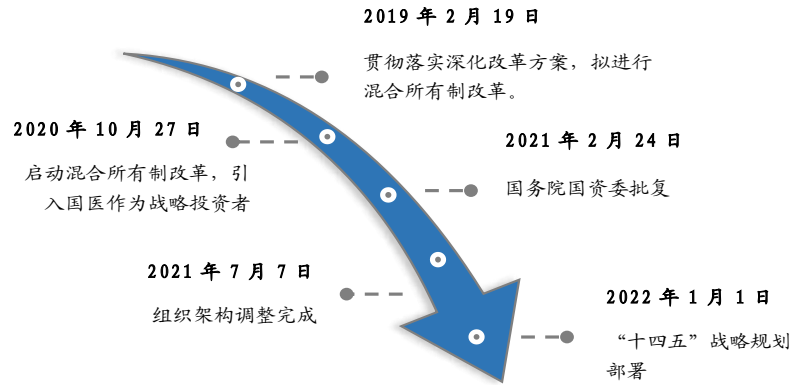 2019 年 2 月 19 日
贯彻落实深化改革方案，拟进行
混合所有制改革。
2020 年 10 月 27 日
启动混合所有制改革，引
入国医作为战略投资者
2021 年 2 月 24 日
国务院国资委批复
2021 年 7 月 7 日
组织架构调整完成
2022 年 1 月 1 日
“十四五”战略规划
部署